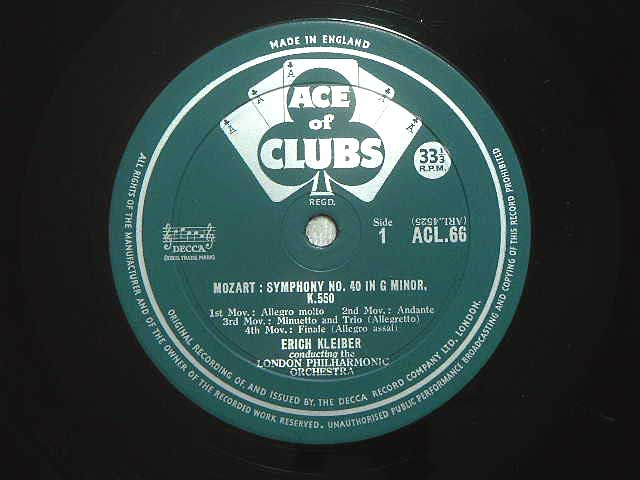 MADE IN ENGLAND
A
ACE
of
CLUBS
REGD.
33 1/3
R.P.M.
DECCA
Side
1
(ARL.4525)
ACL.66
MOZART : SYMPHONY NO. 40 IN G MINOR,
K.550
1st Mov.: Allegro molto 2nd Mov.: Andante
3rd Mov.: Minuetto and Trio (Allegretto)
4th Mov.: Finale (Allegro assai)
ERICH KLEIBER
conducting the
LONDON PHILHARMONIC
ORCHESTRA
ALL RIGHTS OF THE MANUFACTURER AND OF THE OWNER OF THE RECORDED WORK RESERVED. UNAUTHORISED PUBLIC PERFORMANCE BROADCASTING AND COPYING OF THIS RECORD PROHIBITED
ORIGINAL RECORDING OF, AND ISSUED BY, THE DECCA RECORD COMPANY LTD. LONDON.